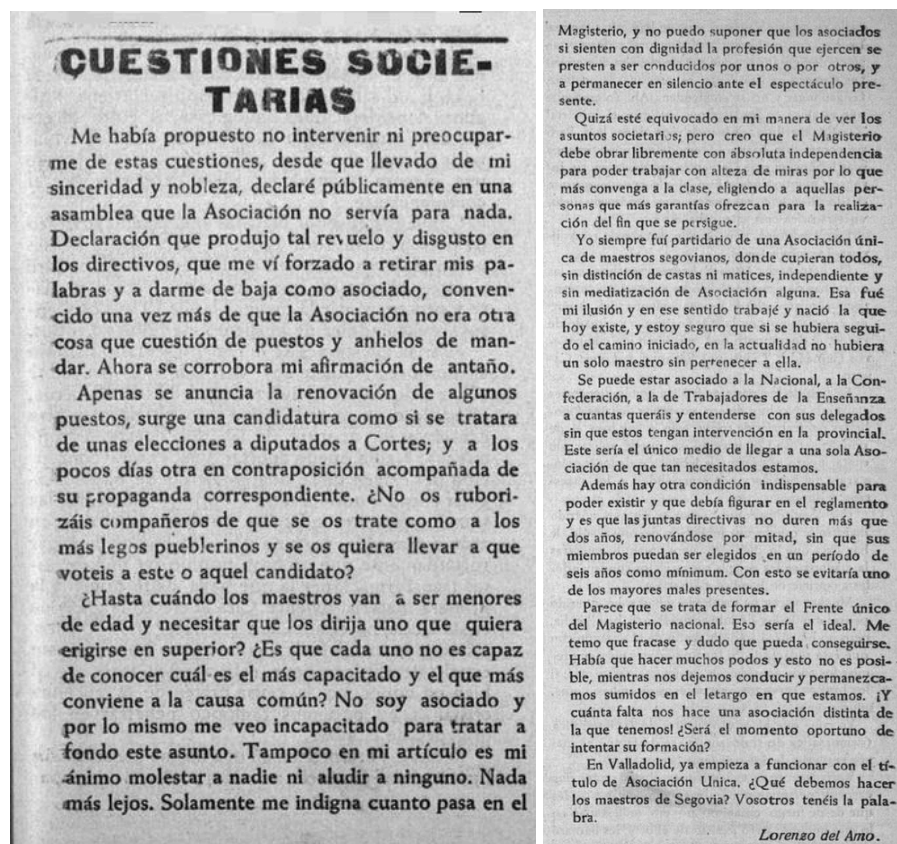 CUESTIONES SOCIE-
TARIAS
Me había propuesto no intervenir ni preocupar-
me de estas cuestiones, desde que llevado de mi
sinceridad y nobleza, declaré públicamente en una
asamblea que la Asociación no servía para nada.
Declaración que produjo tal revuelo y disgusto en
los directivos, que me ví forzado a retirar mis pa-
labras y a darme de baja como asociado, conven-
cido una vez más de que la Asociación no era otra
cosa que cuestión de puestos y anhelos de man-
dar. Ahora se corrobora mi afirmación de antaño.
Apenas se anuncia la renovación de algunos
puestos, surge una candidatura como si se tratara
de unas elecciones a diputados a Cortes; y a los
pocos días otra en contraposición acompañada de
su propaganda correspondiente. ¿No os rubori-
záis compañeros de que se os trate como a los
más legos pueblerinos y se os quiera llevar a que
voteis a este o aquel candidato?
¿Hasta cuándo los maestros van a ser menores
de edad y necesitar que los dirija uno que quiera
erigirse en superior? ¿Es que cada uno no es capaz
de conocer cuál es el más capacitado y el que más
conviene a la causa común? No soy asociado y
por lo mismo me veo incapacitado para tratar a
fondo este asunto. Tampoco en mi artículo es mi
ánimo molestar a nadie ni aludir a ninguno. Nada
más lejos. Solamente me indigna cuanto pasa en el
Magisterio, y no puedo suponer que los asociados
si sienten con dignidad la profesión que ejercen se
presten a ser conducidos por unos o por otros, y
a permanecer en silencio ante el espectáculo pre-
sente.
Quizá esté equivocado en mi manera de ver los
asuntos societarios; pero creo que el Magisterio
debe obrar libremente con absoluta independencia
para poder trabajar con alteza de miras por lo que
más convenga a la clase, eligiendo a aquellas per-
sonas que más garantías ofrezcan para la realiza-
ción del fin que se persigue.
Yo siempre fuí partidario de una Asociación úni-
ca de maestros segovianos, donde cupieran todos,
sin distinción de castas ni matices, independiente y
sin mediatización de Asociación alguna. Esa fué
mi ilusión y en ese sentido trabajé y nació la que
hoy existe, y estoy seguro que si se hubiera segui-
do el camino iniciado, en la actualidad no hubiera
un solo maestro sin pertenecer a ella.
Se puede estar asociado a la Nacional, a la Con-
federación, a la de Trabajadores de la Enseñanza
a cuantas queráis y entenderse con sus delegados
sin que estos tengan intervención en la provincial.
Este sería el único medio de llegar a una sola Aso-
ciación de que tan necesitados estamos.
Además hay otra condición indispensable para
poder existir y que debía figurar en el reglamento
y es que las juntas directivas no duren más que
dos años, renovándose por mitad, sin que sus
miembros puedan ser elegidos en un período de
seis años como mínimum. Con esto se evitaría uno
de los mayores males presentes.
Parece que se trata de formar el Frente único
del Magisterio nacional. Eso sería el ideal. Me
temo que fracase y dudo que pueda conseguirse.
Había que hacer muchos podos y esto no es posi-
ble, mientras nos dejemos conducir y permanezca-
mos sumidos en el letargo en que estamos. ¡Y
cuánta falta nos hace una asociación distinta de
la que tenemos! ¿Será el momento oportuno de
intentar su formación?
En Valladolid, ya empieza a funcionar con el tí-
tulo de Asociación Unica. ¿Qué debemos hacer
los maestros de Segovia? Vosotros tenéis la pala-
bra.
Lorenzo del Amo.